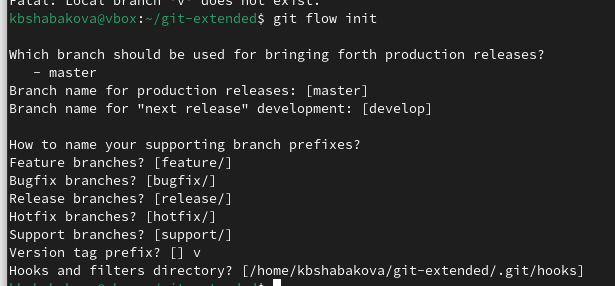 Fatal: Local branch 'v' does not exist.
kbshabakova@vbox:~/git-extended$ git flow init
Which branch should be used for bringing forth production releases?
- master
Branch name for production releases: [master]
Branch name for "next release" development: [develop]
How to name your supporting branch prefixes?
Feature branches? [feature/]
Bugfix branches? [bugfix/]
Release branches? [release/]
Hotfix branches? [hotfix/]
Support branches? [support/]
Version tag prefix? [] v
Hooks and filters directory? [/home/kbshabakova/git-extended/.git/hooks]